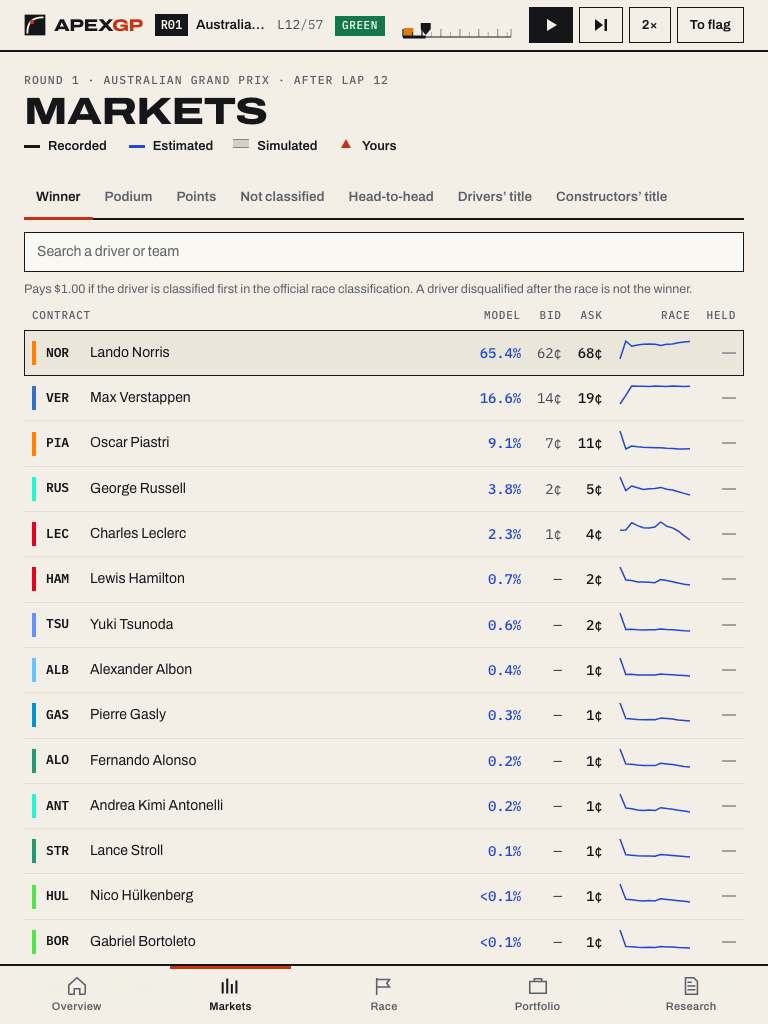 APEXGP R01 Australia... L12/57 GREEN 2× To flag
ROUND 1 · AUSTRALIAN GRAND PRIX · AFTER LAP 12
MARKETS
Recorded Estimated Simulated Yours
Winner Podium Points Not classified Head-to-head Drivers’ title Constructors’ title
Search a driver or team
Pays $1.00 if the driver is classified first in the official race classification. A driver disqualified after the race is not the winner.
CONTRACT MODEL BID ASK RACE HELD
NOR Lando Norris 65.4% 62¢ 68¢ —
VER Max Verstappen 16.6% 14¢ 19¢ —
PIA Oscar Piastri 9.1% 7¢ 11¢ —
RUS George Russell 3.8% 2¢ 5¢ —
LEC Charles Leclerc 2.3% 1¢ 4¢ —
HAM Lewis Hamilton 0.7% – 2¢ —
TSU Yuki Tsunoda 0.6% – 2¢ —
ALB Alexander Albon 0.4% – 1¢ —
GAS Pierre Gasly 0.3% – 1¢ —
ALO Fernando Alonso 0.2% – 1¢ —
ANT Andrea Kimi Antonelli 0.2% – 1¢ —
STR Lance Stroll 0.1% – 1¢ —
HUL Nico Hülkenberg <0.1% – 1¢ —
BOR Gabriel Bortoleto <0.1% – 1¢ —
Overview Markets Race Portfolio Research